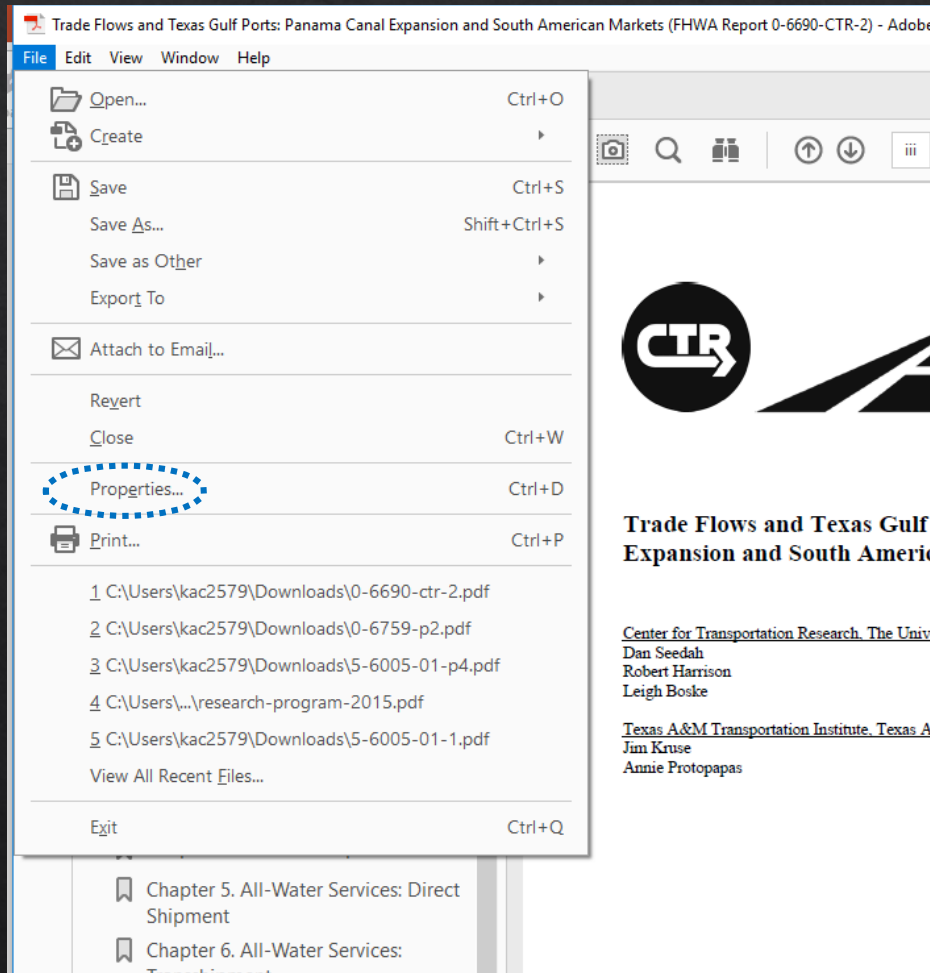 Trade Flows and Texas Gulf Ports: Panama Canal Expansion and South American Markets (FHWA Report 0-6690-CTR-2) - Adobe
File Edit View Window Help
Open... Ctrl+O
Create
Save Ctrl+S
Save As... Shift+Ctrl+S
Save as Other
Export To
Attach to Email...
Revert
Close Ctrl+W
Properties... Ctrl+D
Print... Ctrl+P
1 C:\Users\kac2579\Downloads\0-6690-ctr-2.pdf
2 C:\Users\kac2579\Downloads\0-6759-p2.pdf
3 C:\Users\kac2579\Downloads\5-6005-01-p4.pdf
4 C:\Users\...\research-program-2015.pdf
5 C:\Users\kac2579\Downloads\5-6005-01-1.pdf
View All Recent Files...
Exit Ctrl+Q
Chapter 5. All-Water Services: Direct
Shipment
Chapter 6. All-Water Services:
iii
CTR
Trade Flows and Texas Gulf
Expansion and South Americ
Center for Transportation Research, The Univ
Dan Seedah
Robert Harrison
Leigh Boske
Texas A&M Transportation Institute, Texas A
Jim Kruse
Annie Protopapas